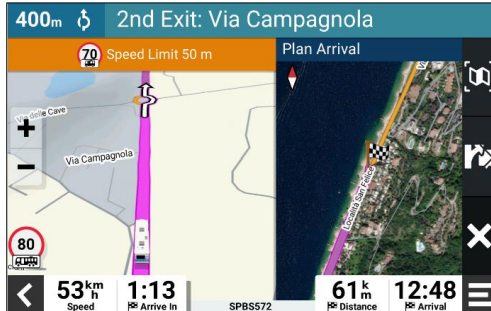 400m 2nd Exit: Via Campagnola
70 Speed Limit 50 m
Plan Arrival
Via delle Cave
Via Campagnola
Località San Felice
80
53 km/h
Speed
1:13
Arrive In
SPBS572
61 km
Distance
12:48
Arrival